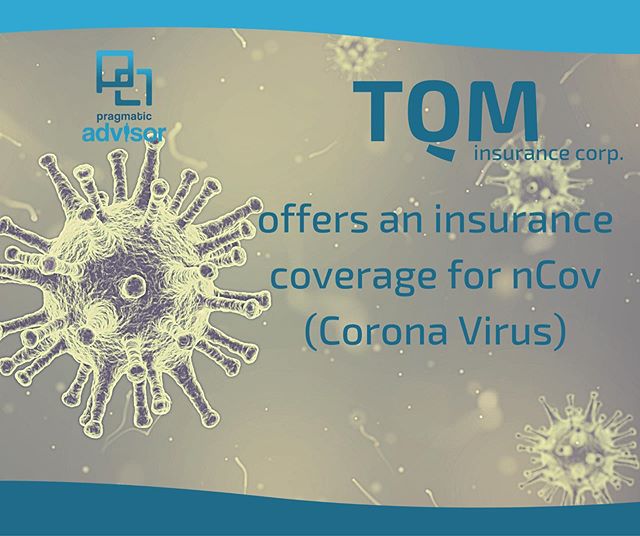 pragmatic
advisor
TQM
insurance corp.
offers an insurance
coverage for nCov
(Corona Virus)